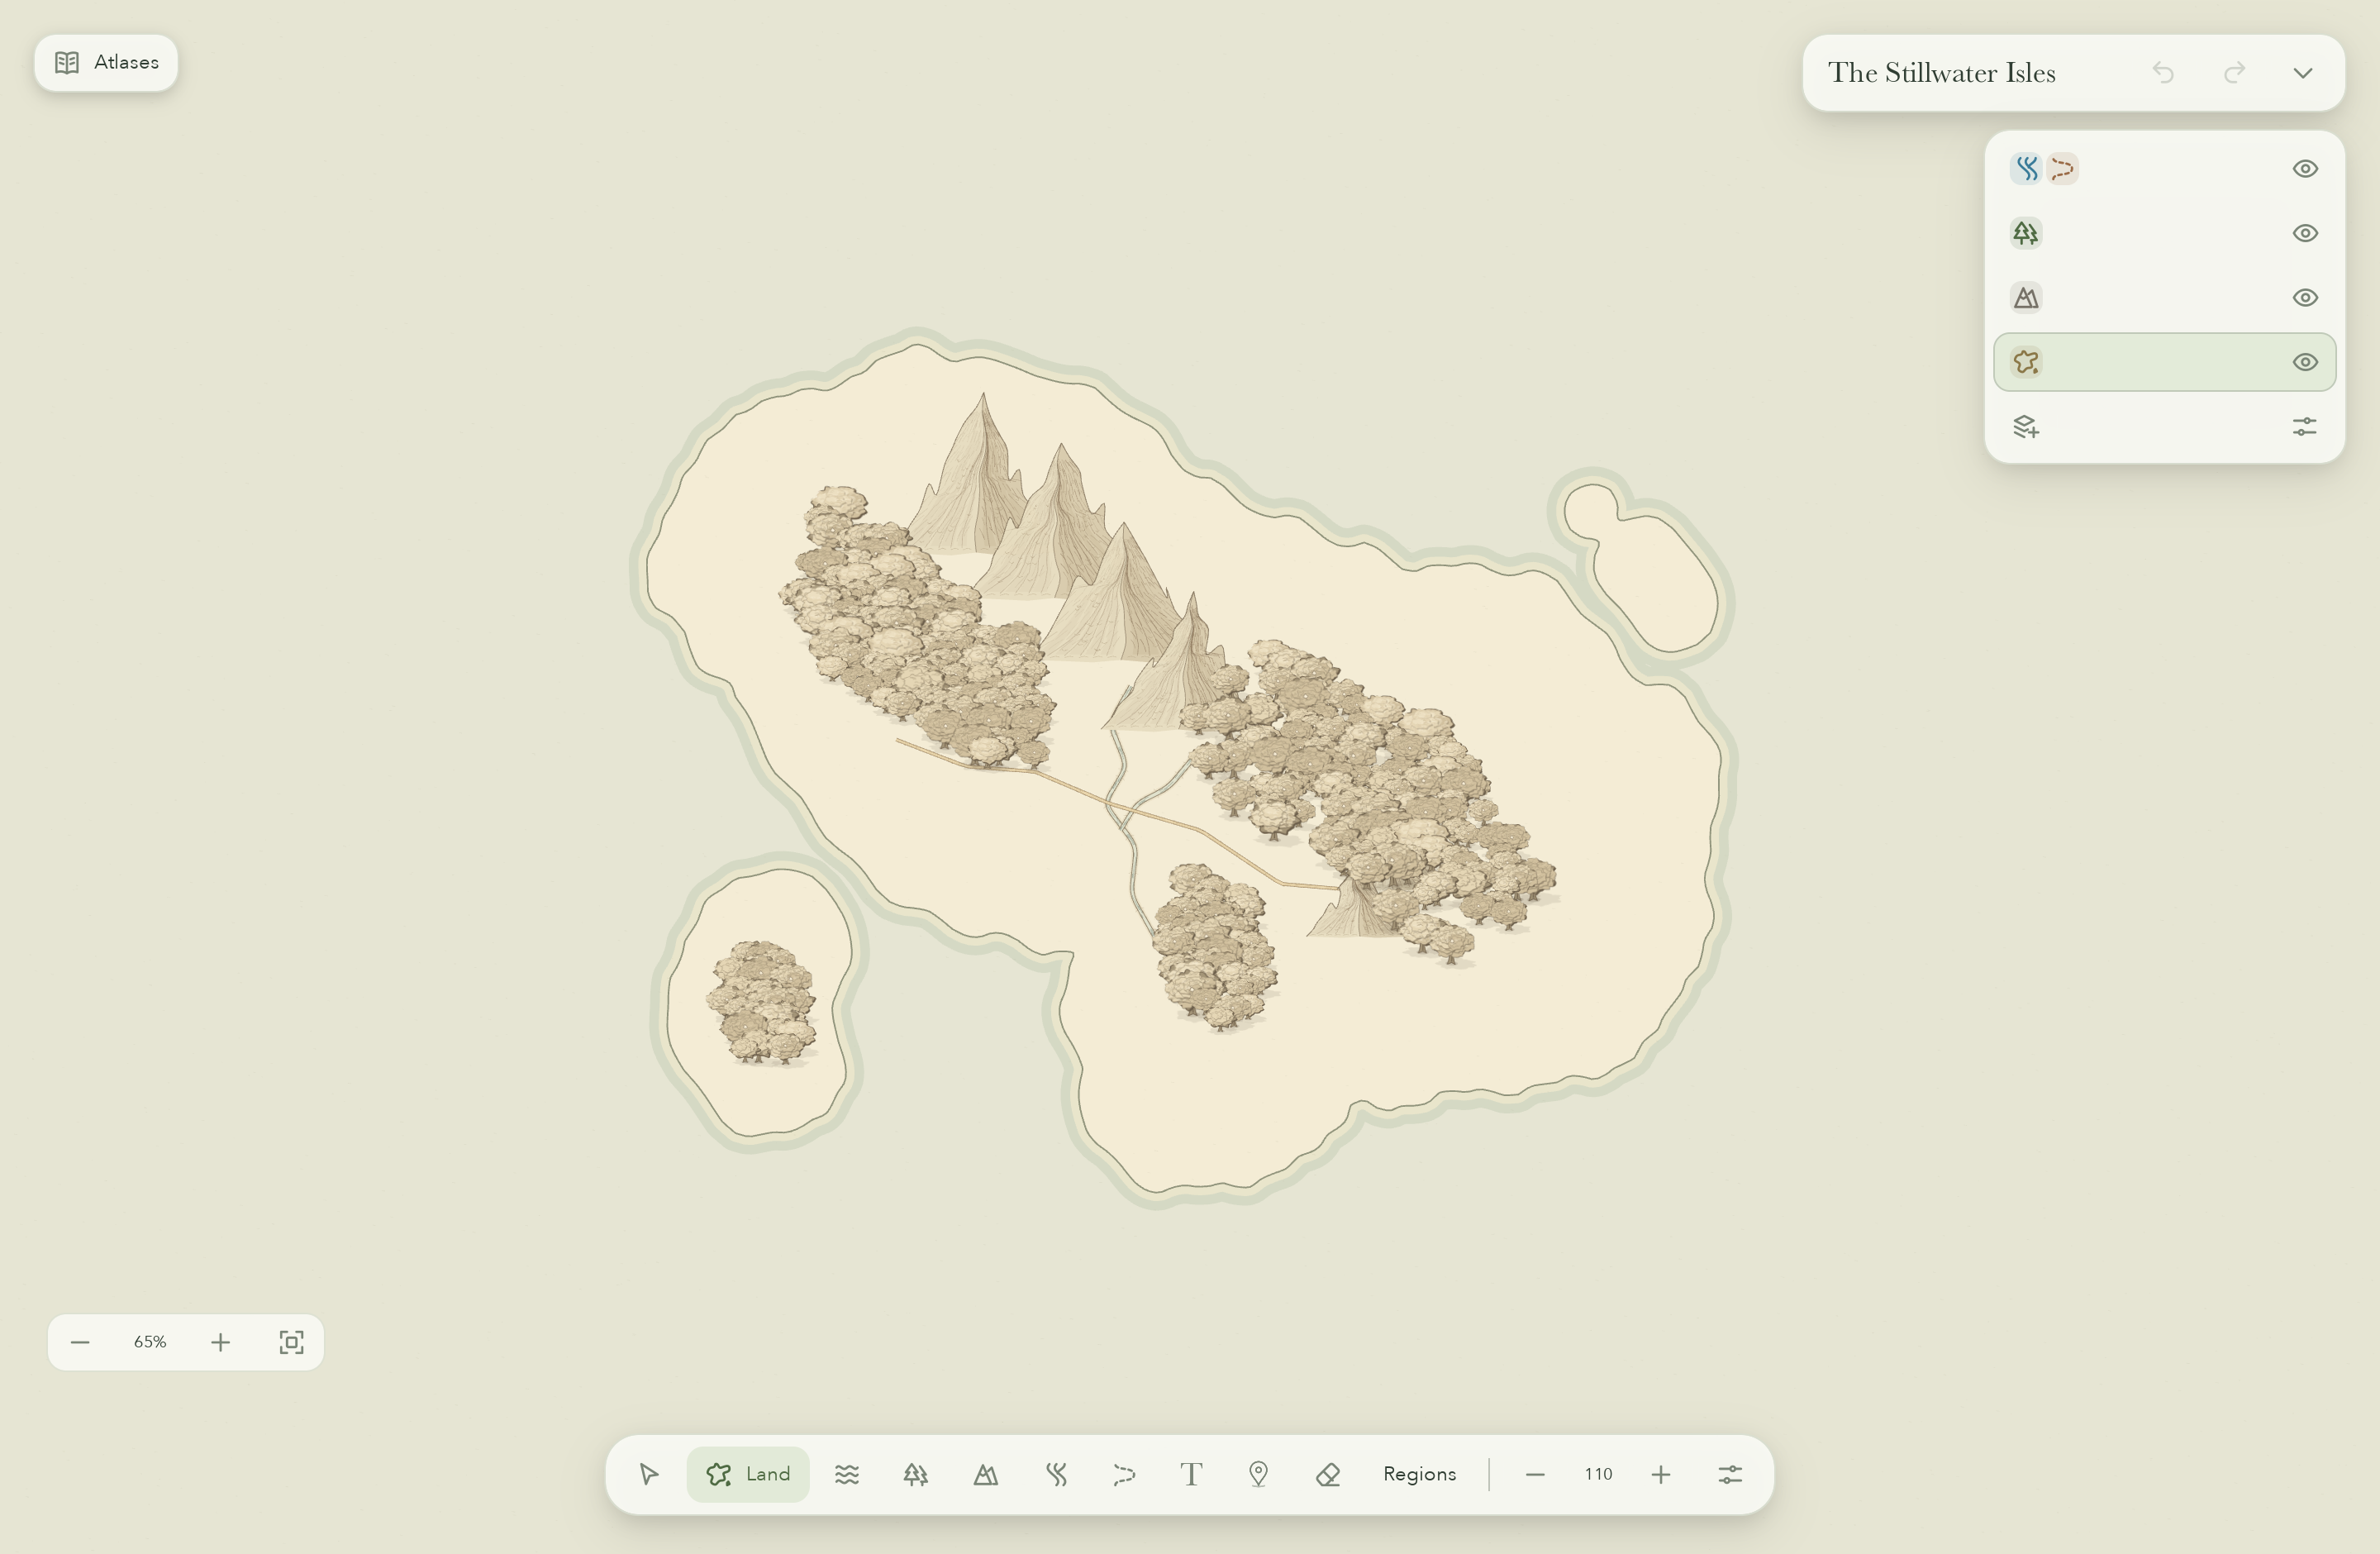 Atlases
The Stillwater Isles
65%
Land
T
Regions
110